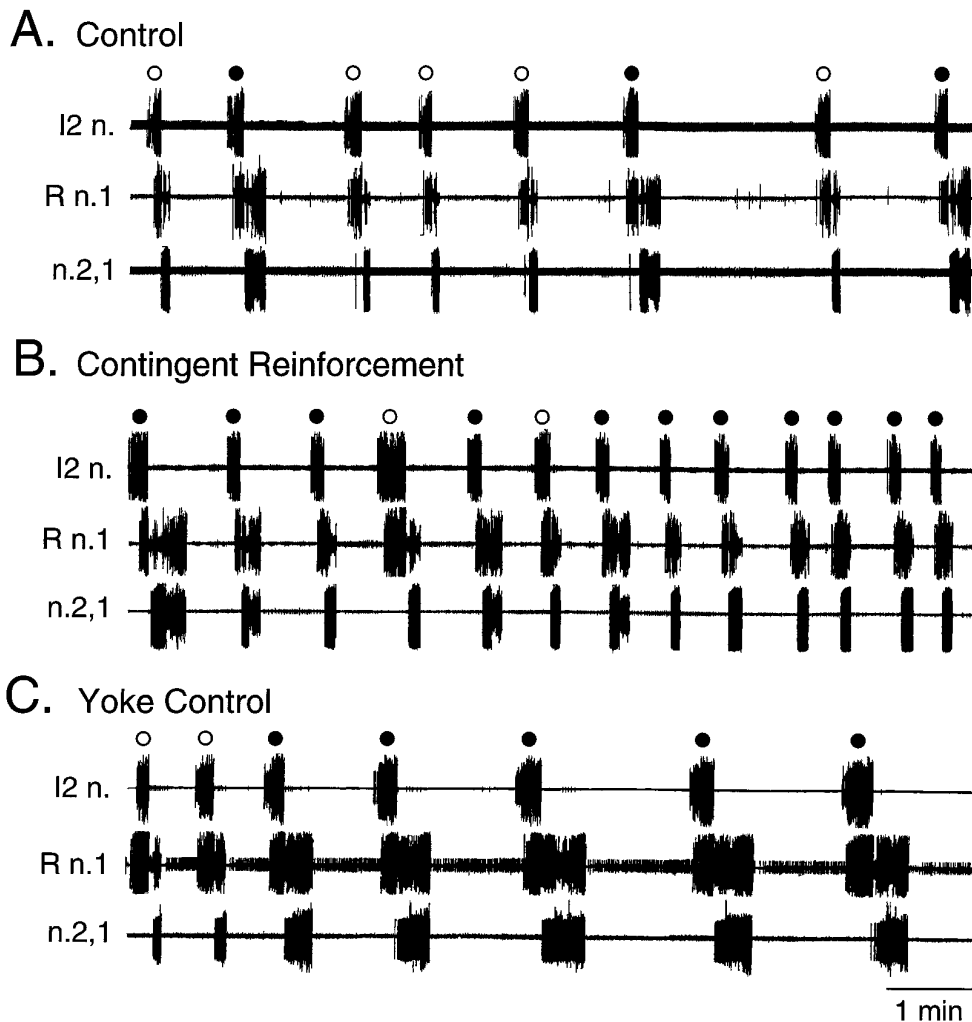 A. Control
I2 n.
R n.1
n.2,1
B. Contingent Reinforcement
I2 n.
R n.1
n.2,1
C. Yoke Control
I2 n.
R n.1
n.2,1
1 min